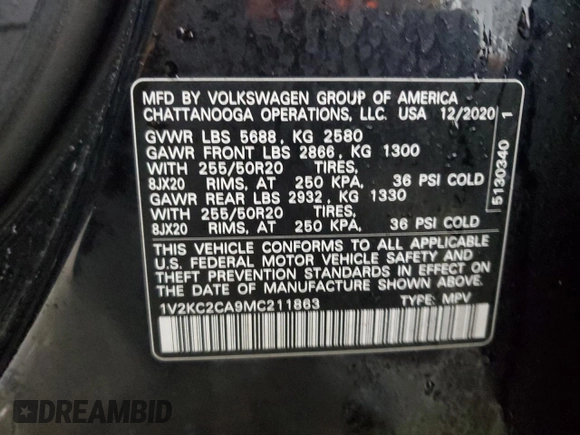 MFD BY VOLKSWAGEN GROUP OF AMERICA
CHATTANOOGA OPERATIONS, LLC. USA 12/2020
GVWR LBS 5688, KG 2580
GAWR FRONT LBS 2866, KG 1300
WITH 255/50R20 TIRES,
8JX20 RIMS, AT 250 KPA, 36 PSI COLD
GAWR REAR LBS 2932, KG 1330
WITH 255/50R20 TIRES,
8JX20 RIMS, AT 250 KPA, 36 PSI COLD
THIS VEHICLE CONFORMS TO ALL APPLICABLE
U.S. FEDERAL MOTOR VEHICLE SAFETY AND
THEFT PREVENTION STANDARDS IN EFFECT ON
THE DATE OF MANUFACTURE SHOWN ABOVE.
1V2KC2CA9MC211863 TYPE: MPV
5130340 1
DREAMBID